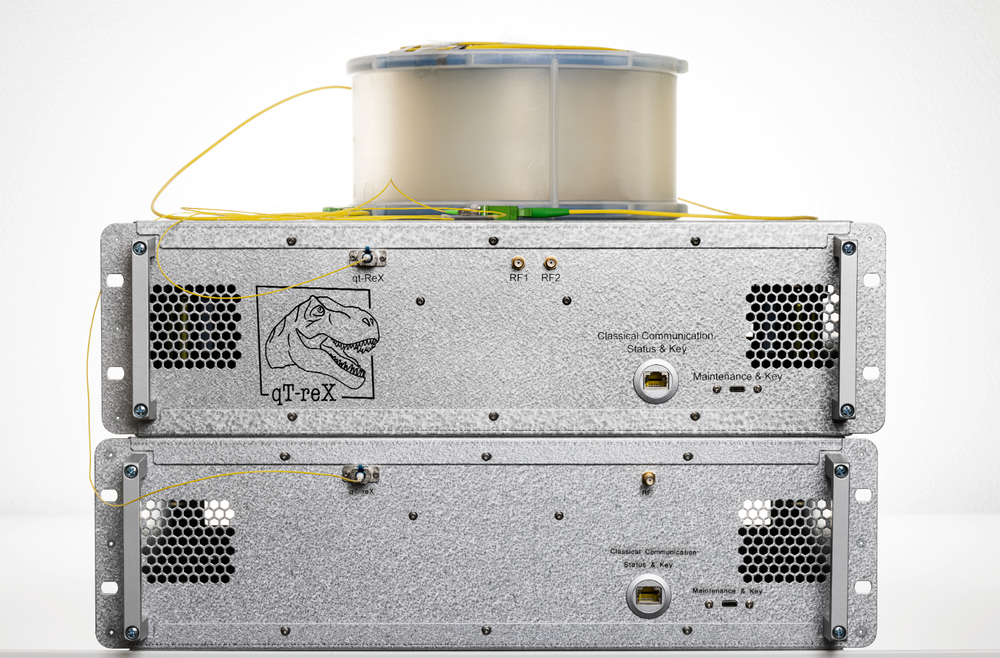 qt-ReX
RF1 RF2
Classical Communication
Status & Key
Maintenance & Key
qT-reX
qT-reX
RF
Classical Communication
Status & Key
Maintenance & Key